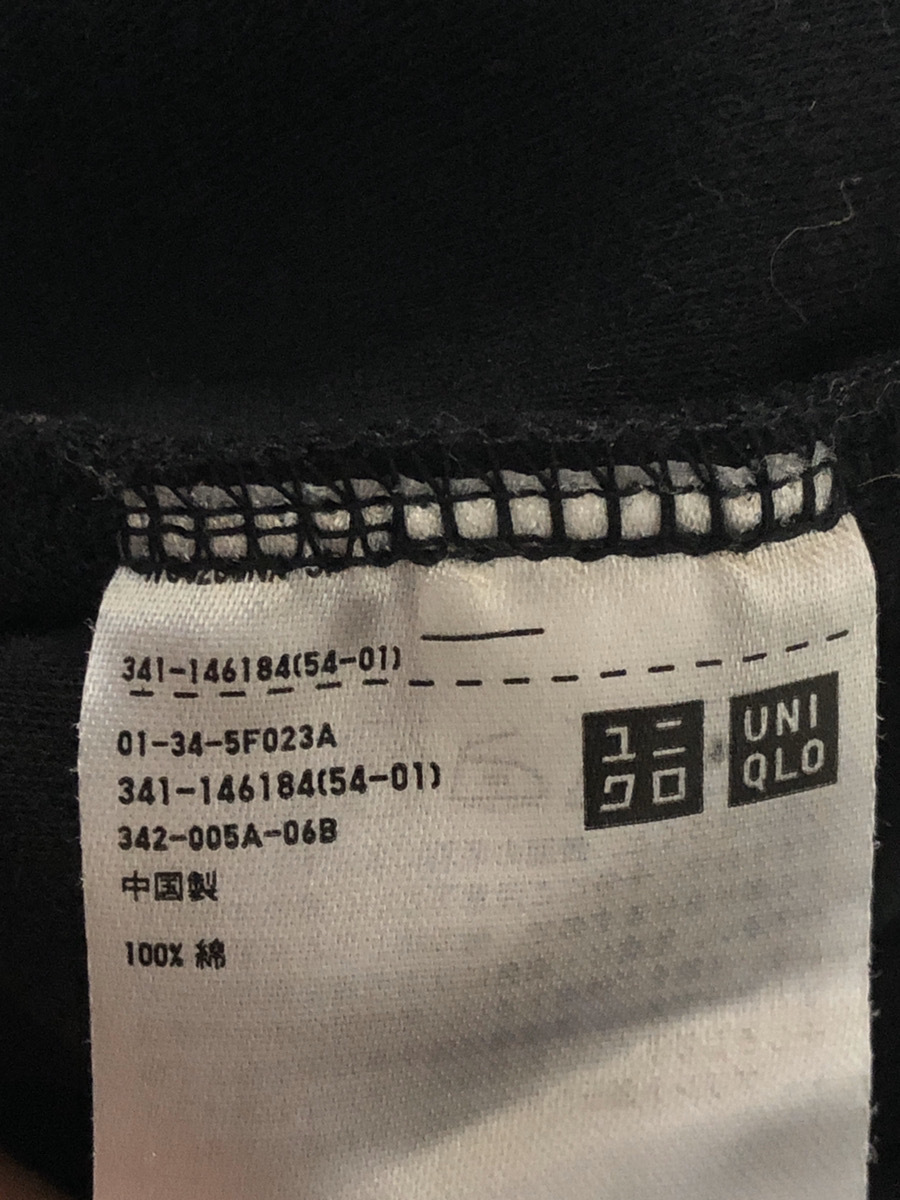 341-146184(54-01)
01-34-5F023A
341-146184(54-01)
342-005A-06B
中国製
100% 綿
ユニ
クロ
UNI
QLO